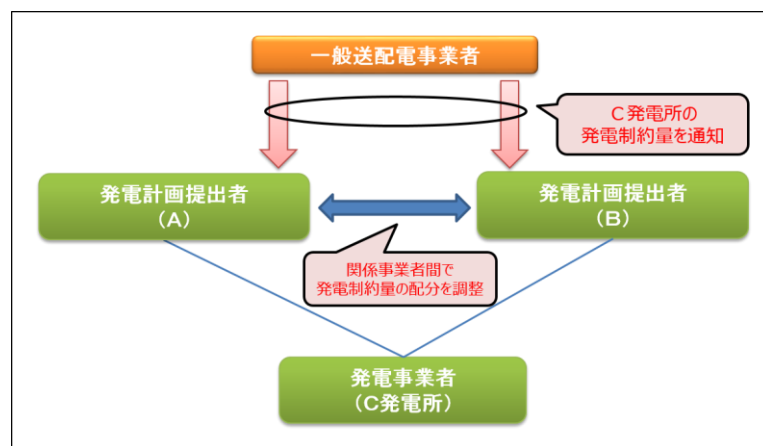 一般送配電事業者
C発電所の
発電制約量を通知
発電計画提出者
（A）
発電計画提出者
（B）
関係事業者間で
発電制約量の配分を調整
発電事業者
（C発電所）